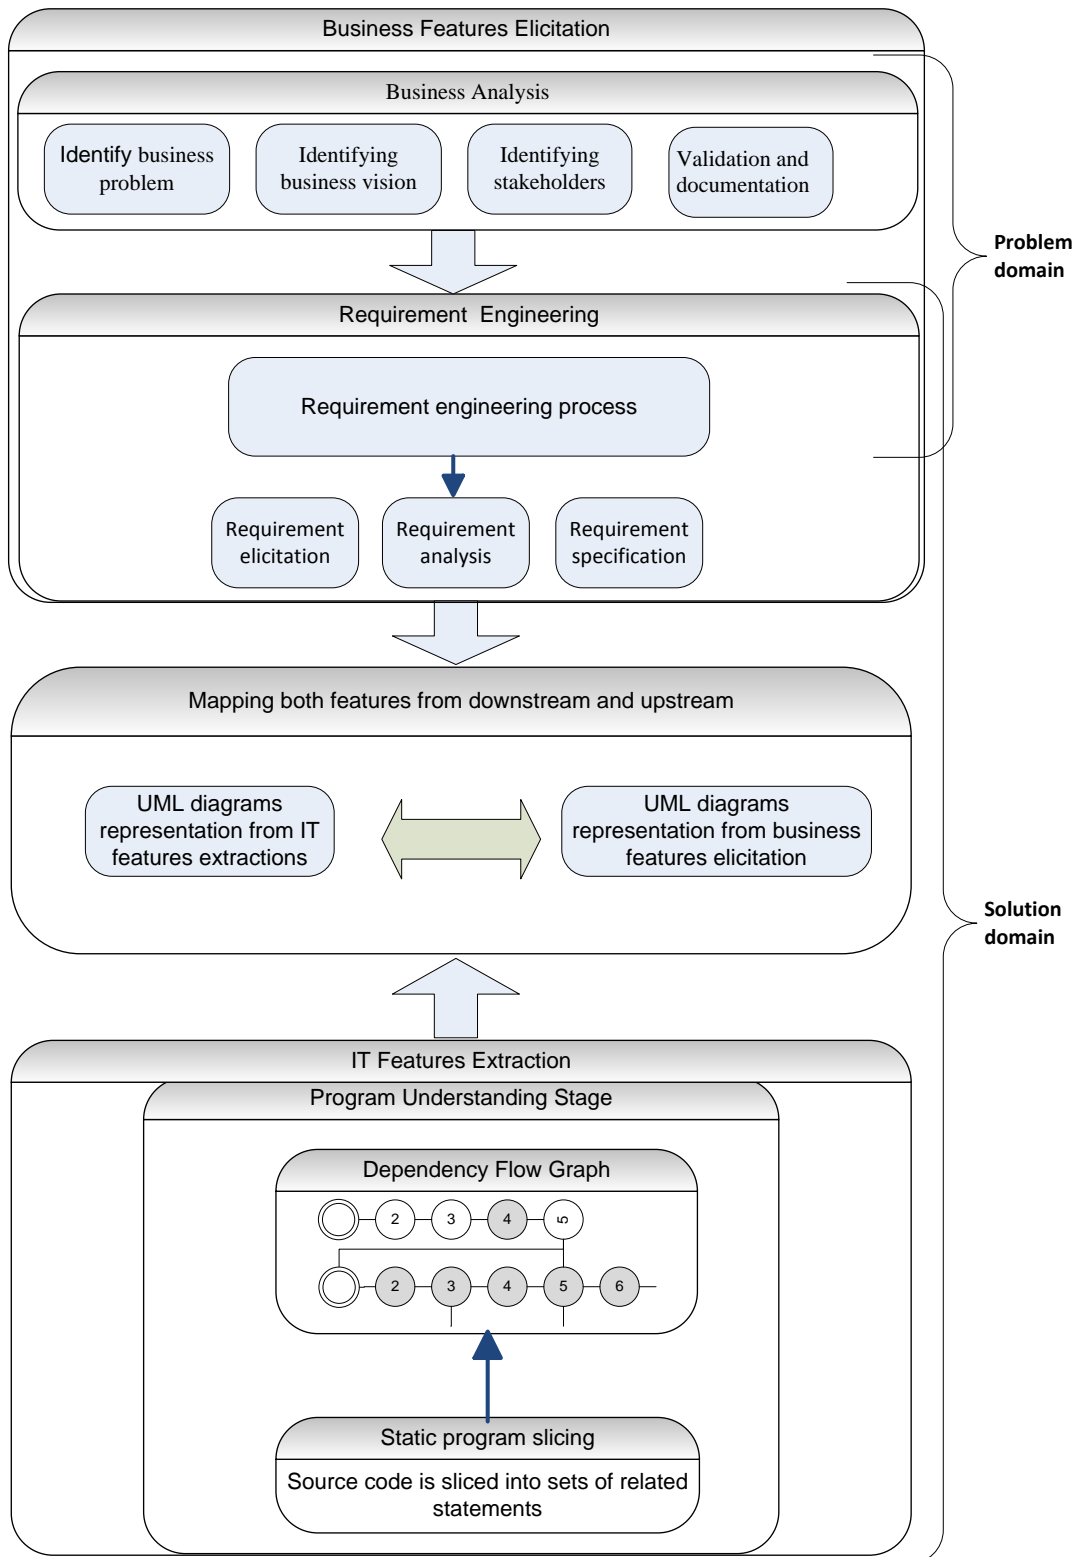 Business Features Elicitation
Business Analysis
Identify business
problem
Identifying
business vision
Identifying
stakeholders
Validation and
documentation
Problem
domain
Requirement Engineering
Requirement engineering process
Requirement
elicitation
Requirement
analysis
Requirement
specification
Mapping both features from downstream and upstream
UML diagrams
representation from IT
features extractions
UML diagrams
representation from business
features elicitation
Solution
domain
IT Features Extraction
Program Understanding Stage
Dependency Flow Graph
2 3 4 5
2 3 4 5 6
Static program slicing
Source code is sliced into sets of related
statements